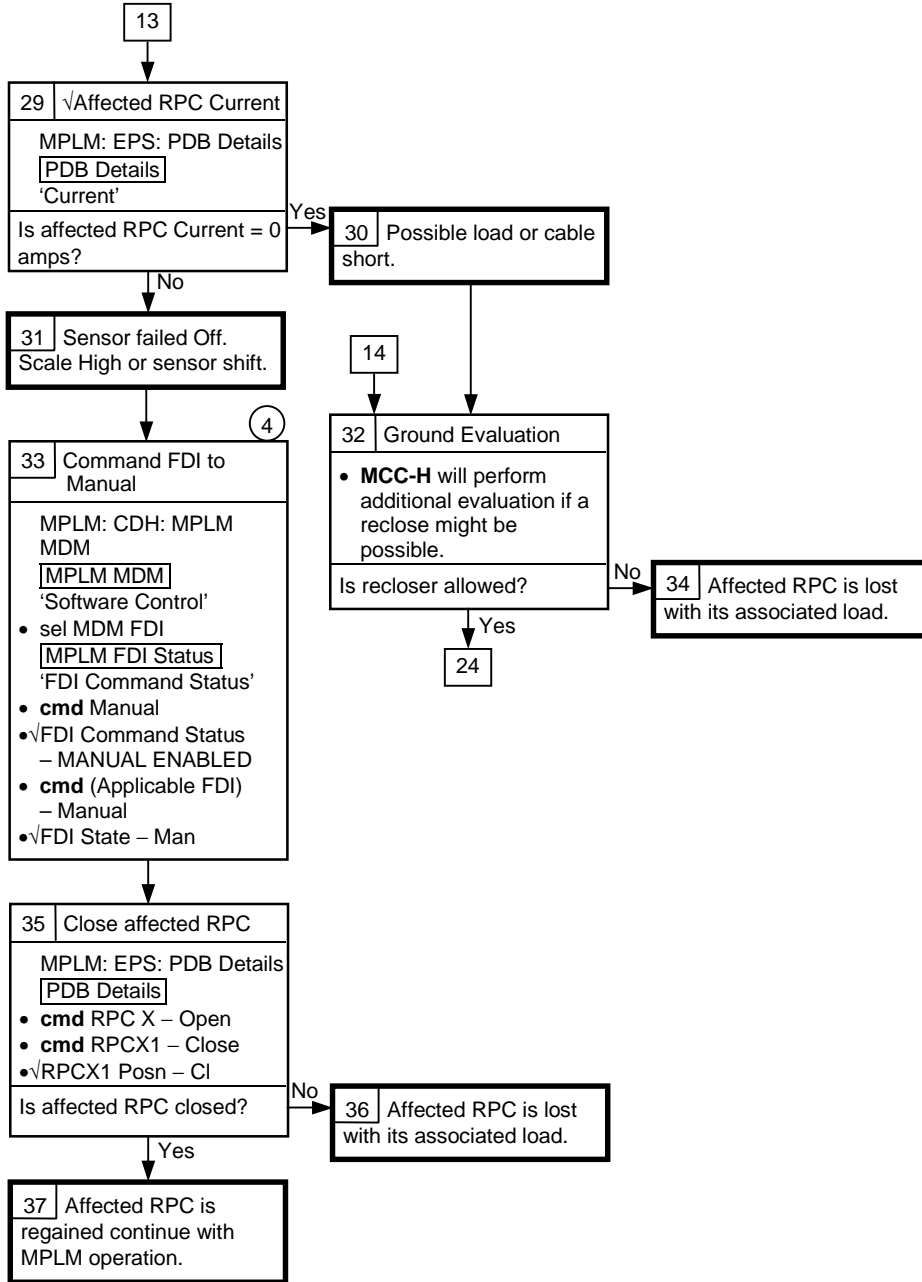 13
29 √Affected RPC Current
MPLM: EPS: PDB Details
PDB Details
‘Current’
Is affected RPC Current = 0
amps?
Yes
No
30 Possible load or cable
short.
31 Sensor failed Off.
Scale High or sensor shift.
14
4
33 Command FDI to
Manual
MPLM: CDH: MPLM
MDM
MPLM MDM
‘Software Control’
• sel MDM FDI
MPLM FDI Status
‘FDI Command Status’
• cmd Manual
•√FDI Command Status
– MANUAL ENABLED
• cmd (Applicable FDI)
– Manual
•√FDI State – Man
32 Ground Evaluation
• MCC-H will perform
additional evaluation if a
reclose might be
possible.
Is recloser allowed?
No
Yes
34 Affected RPC is lost
with its associated load.
24
35 Close affected RPC
MPLM: EPS: PDB Details
PDB Details
• cmd RPC X – Open
• cmd RPCX1 – Close
•√RPCX1 Posn – Cl
Is affected RPC closed?
No
Yes
36 Affected RPC is lost
with its associated load.
37 Affected RPC is
regained continue with
MPLM operation.